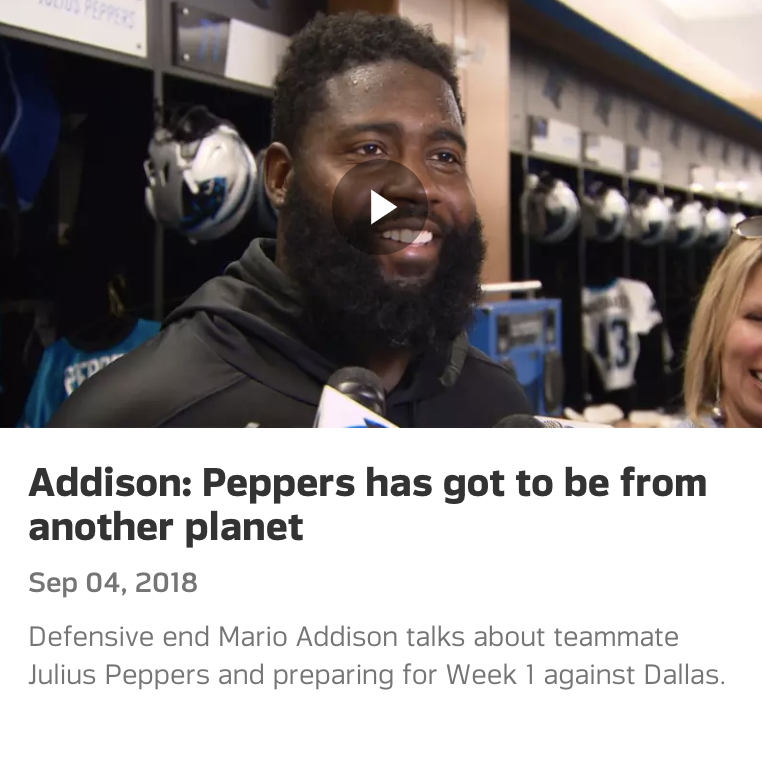 JULIUS PEPPERS
Addison: Peppers has got to be from
another planet
Sep 04, 2018
Defensive end Mario Addison talks about teammate
Julius Peppers and preparing for Week 1 against Dallas.